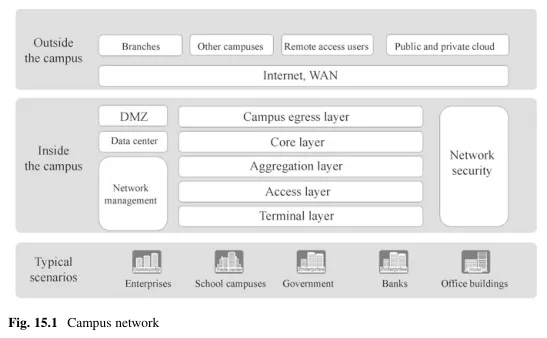 Outside
the campus
Branches
Other campuses
Remote access users
Public and private cloud
Internet, WAN
Inside
the campus
DMZ
Data center
Network
management
Campus egress layer
Core layer
Aggregation layer
Access layer
Terminal layer
Network
security
Typical
scenarios
Enterprises
School campuses
Government
Banks
Office buildings
Fig. 15.1 Campus network